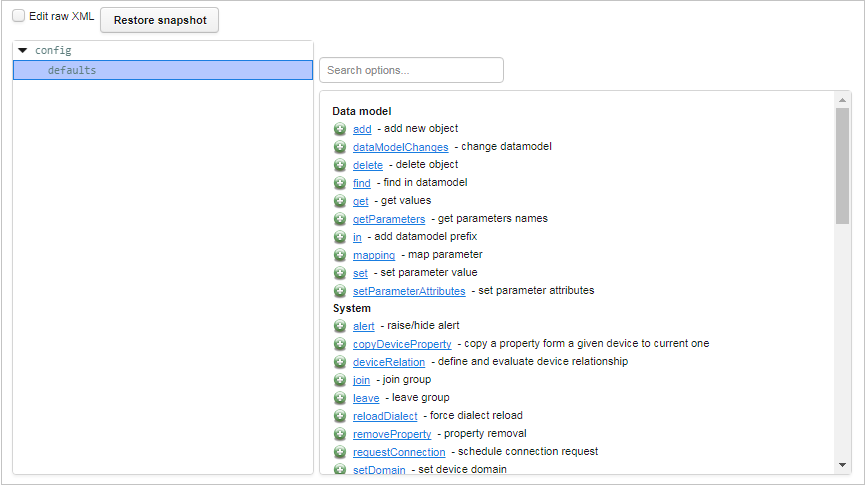 Edit raw XML
Restore snapshot
config
defaults
Search options...
Data model
add - add new object
dataModelChanges - change datamodel
delete - delete object
find - find in datamodel
get - get values
getParameters - get parameters names
in - add datamodel prefix
mapping - map parameter
set - set parameter value
setParameterAttributes - set parameter attributes
System
alert - raise/hide alert
copyDeviceProperty - copy a property form a given device to current one
deviceRelation - define and evaluate device relationship
join - join group
leave - leave group
reloadDialect - force dialect reload
removeProperty - property removal
requestConnection - schedule connection request
setDomain - set device domain